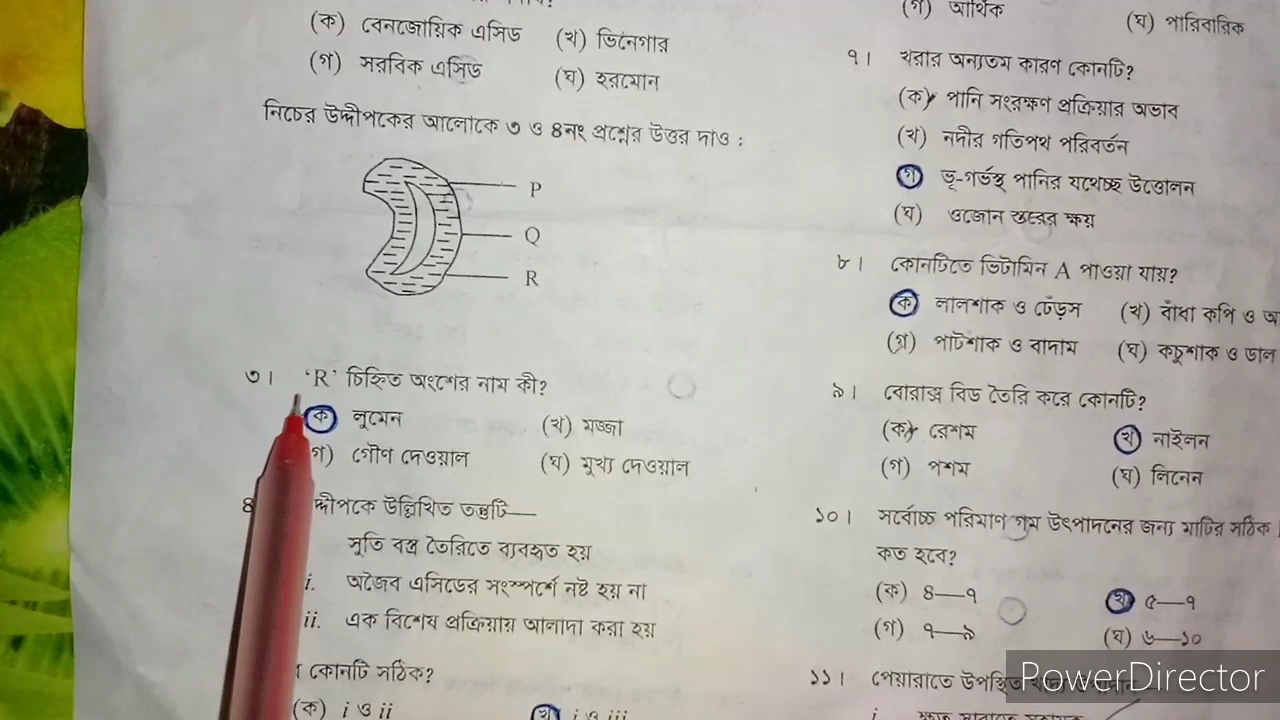 (ক) বেনজোয়িক এসিড (খ) ভিনেগার
(গ) সরবিক এসিড (ঘ) হরমোন
নিচের উদ্দীপকের আলোকে ৩ ও ৪নং প্রশ্নের উত্তর দাও :
P
Q
R
৩। 'R' চিহ্নিত অংশের নাম কী?
ক লুমেন (খ) মজ্জা
গ) গৌণ দেওয়াল (ঘ) মুখ্য দেওয়াল
৪ দ্দীপকে উল্লিখিত তন্তুটি—
সুতি বস্ত্র তৈরিতে ব্যবহৃত হয়
i. অজৈব এসিডের সংস্পর্শে নষ্ট হয় না
ii. এক বিশেষ প্রক্রিয়ায় আলাদা করা হয়
কোনটি সঠিক?
(ক) i ও ii (খ) i ও iii
(গ) আর্থিক (ঘ) পারিবারিক
৭। খরার অন্যতম কারণ কোনটি?
(ক) পানি সংরক্ষণ প্রক্রিয়ার অভাব
(খ) নদীর গতিপথ পরিবর্তন
গ ভূ-গর্ভস্থ পানির যথেচ্ছ উত্তোলন
(ঘ) ওজোন স্তরের ক্ষয়
৮। কোনটিতে ভিটামিন A পাওয়া যায়?
ক লালশাক ও ঢেঁড়স (খ) বাঁধা কপি ও
(গ) পাটশাক ও বাদাম (ঘ) কচুশাক ও ডাল
৯। বোরাক্স বিড তৈরি করে কোনটি?
(ক) রেশম খ নাইলন
(গ) পশম (ঘ) লিনেন
১০। সর্বোচ্চ পরিমাণ গম উৎপাদনের জন্য মাটির সঠিক
কত হবে?
(ক) ৪—৭ খ ৫—৭
(গ) ৭—৯ (ঘ) ৬—১০
১১। পেয়ারাতে উপস্থিত
i.
PowerDirector